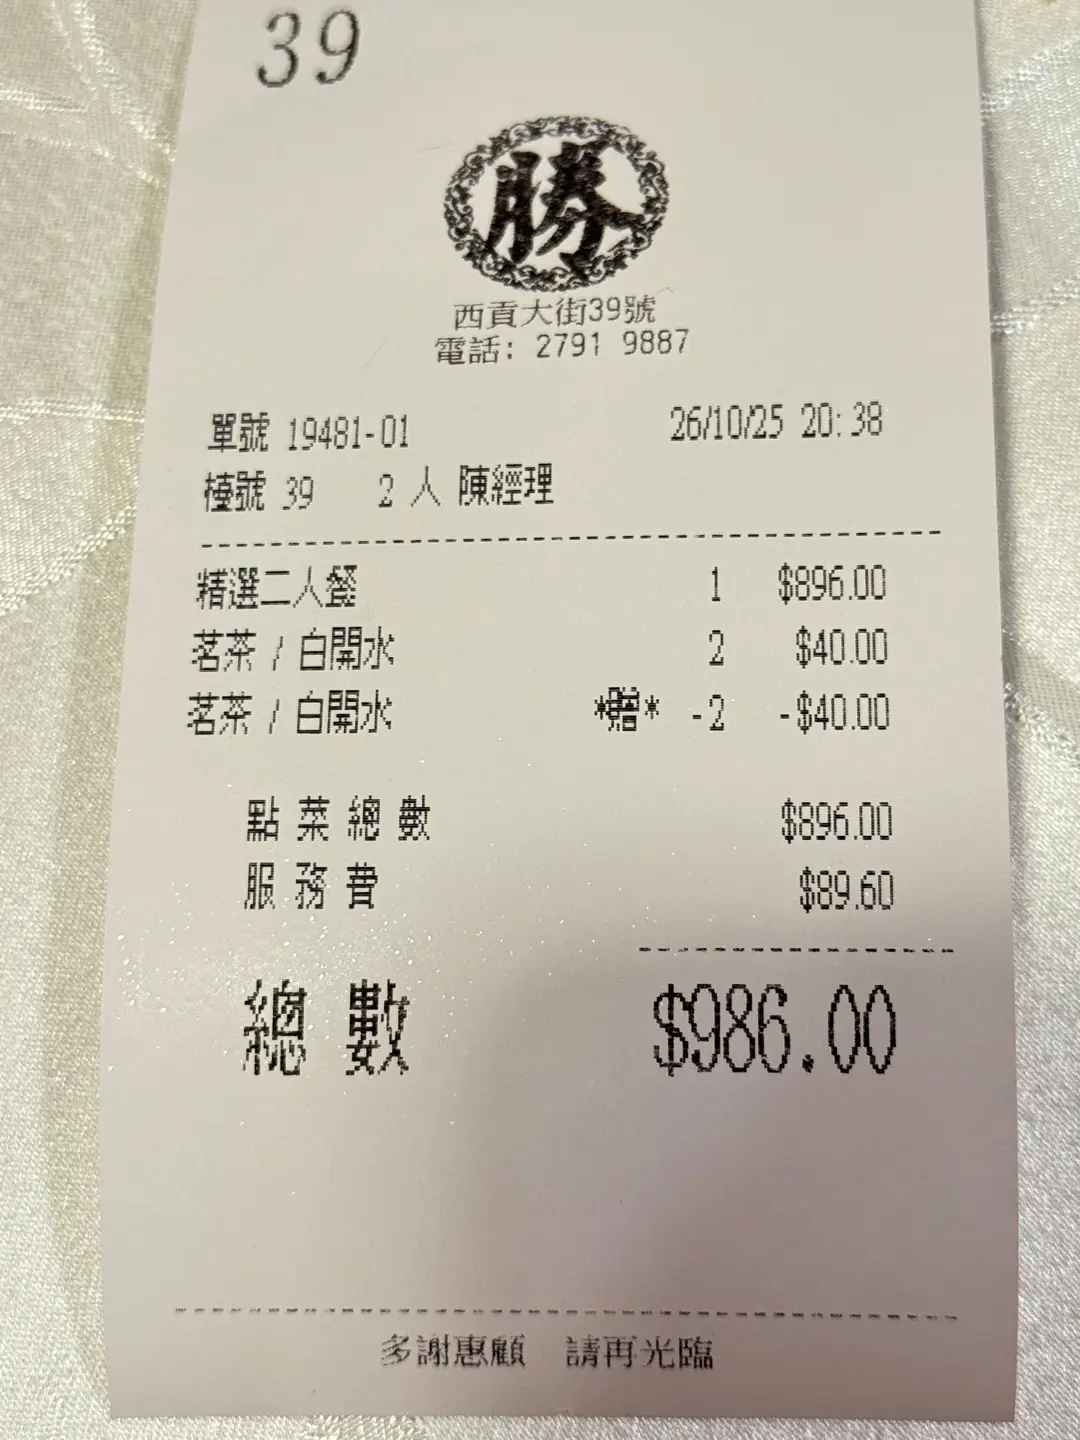 39
勝
西貢大街39號
電話: 2791 9887
單號 19481-01 26/10/25 20:38
檯號 39 2 人 陳經理
精選二人餐 1 $896.00
茗茶 / 白開水 2 $40.00
茗茶 / 白開水 *贈* -2 -$40.00
點菜總數 $896.00
服務費 $89.60
總數 $986.00
多謝惠顧 請再光臨